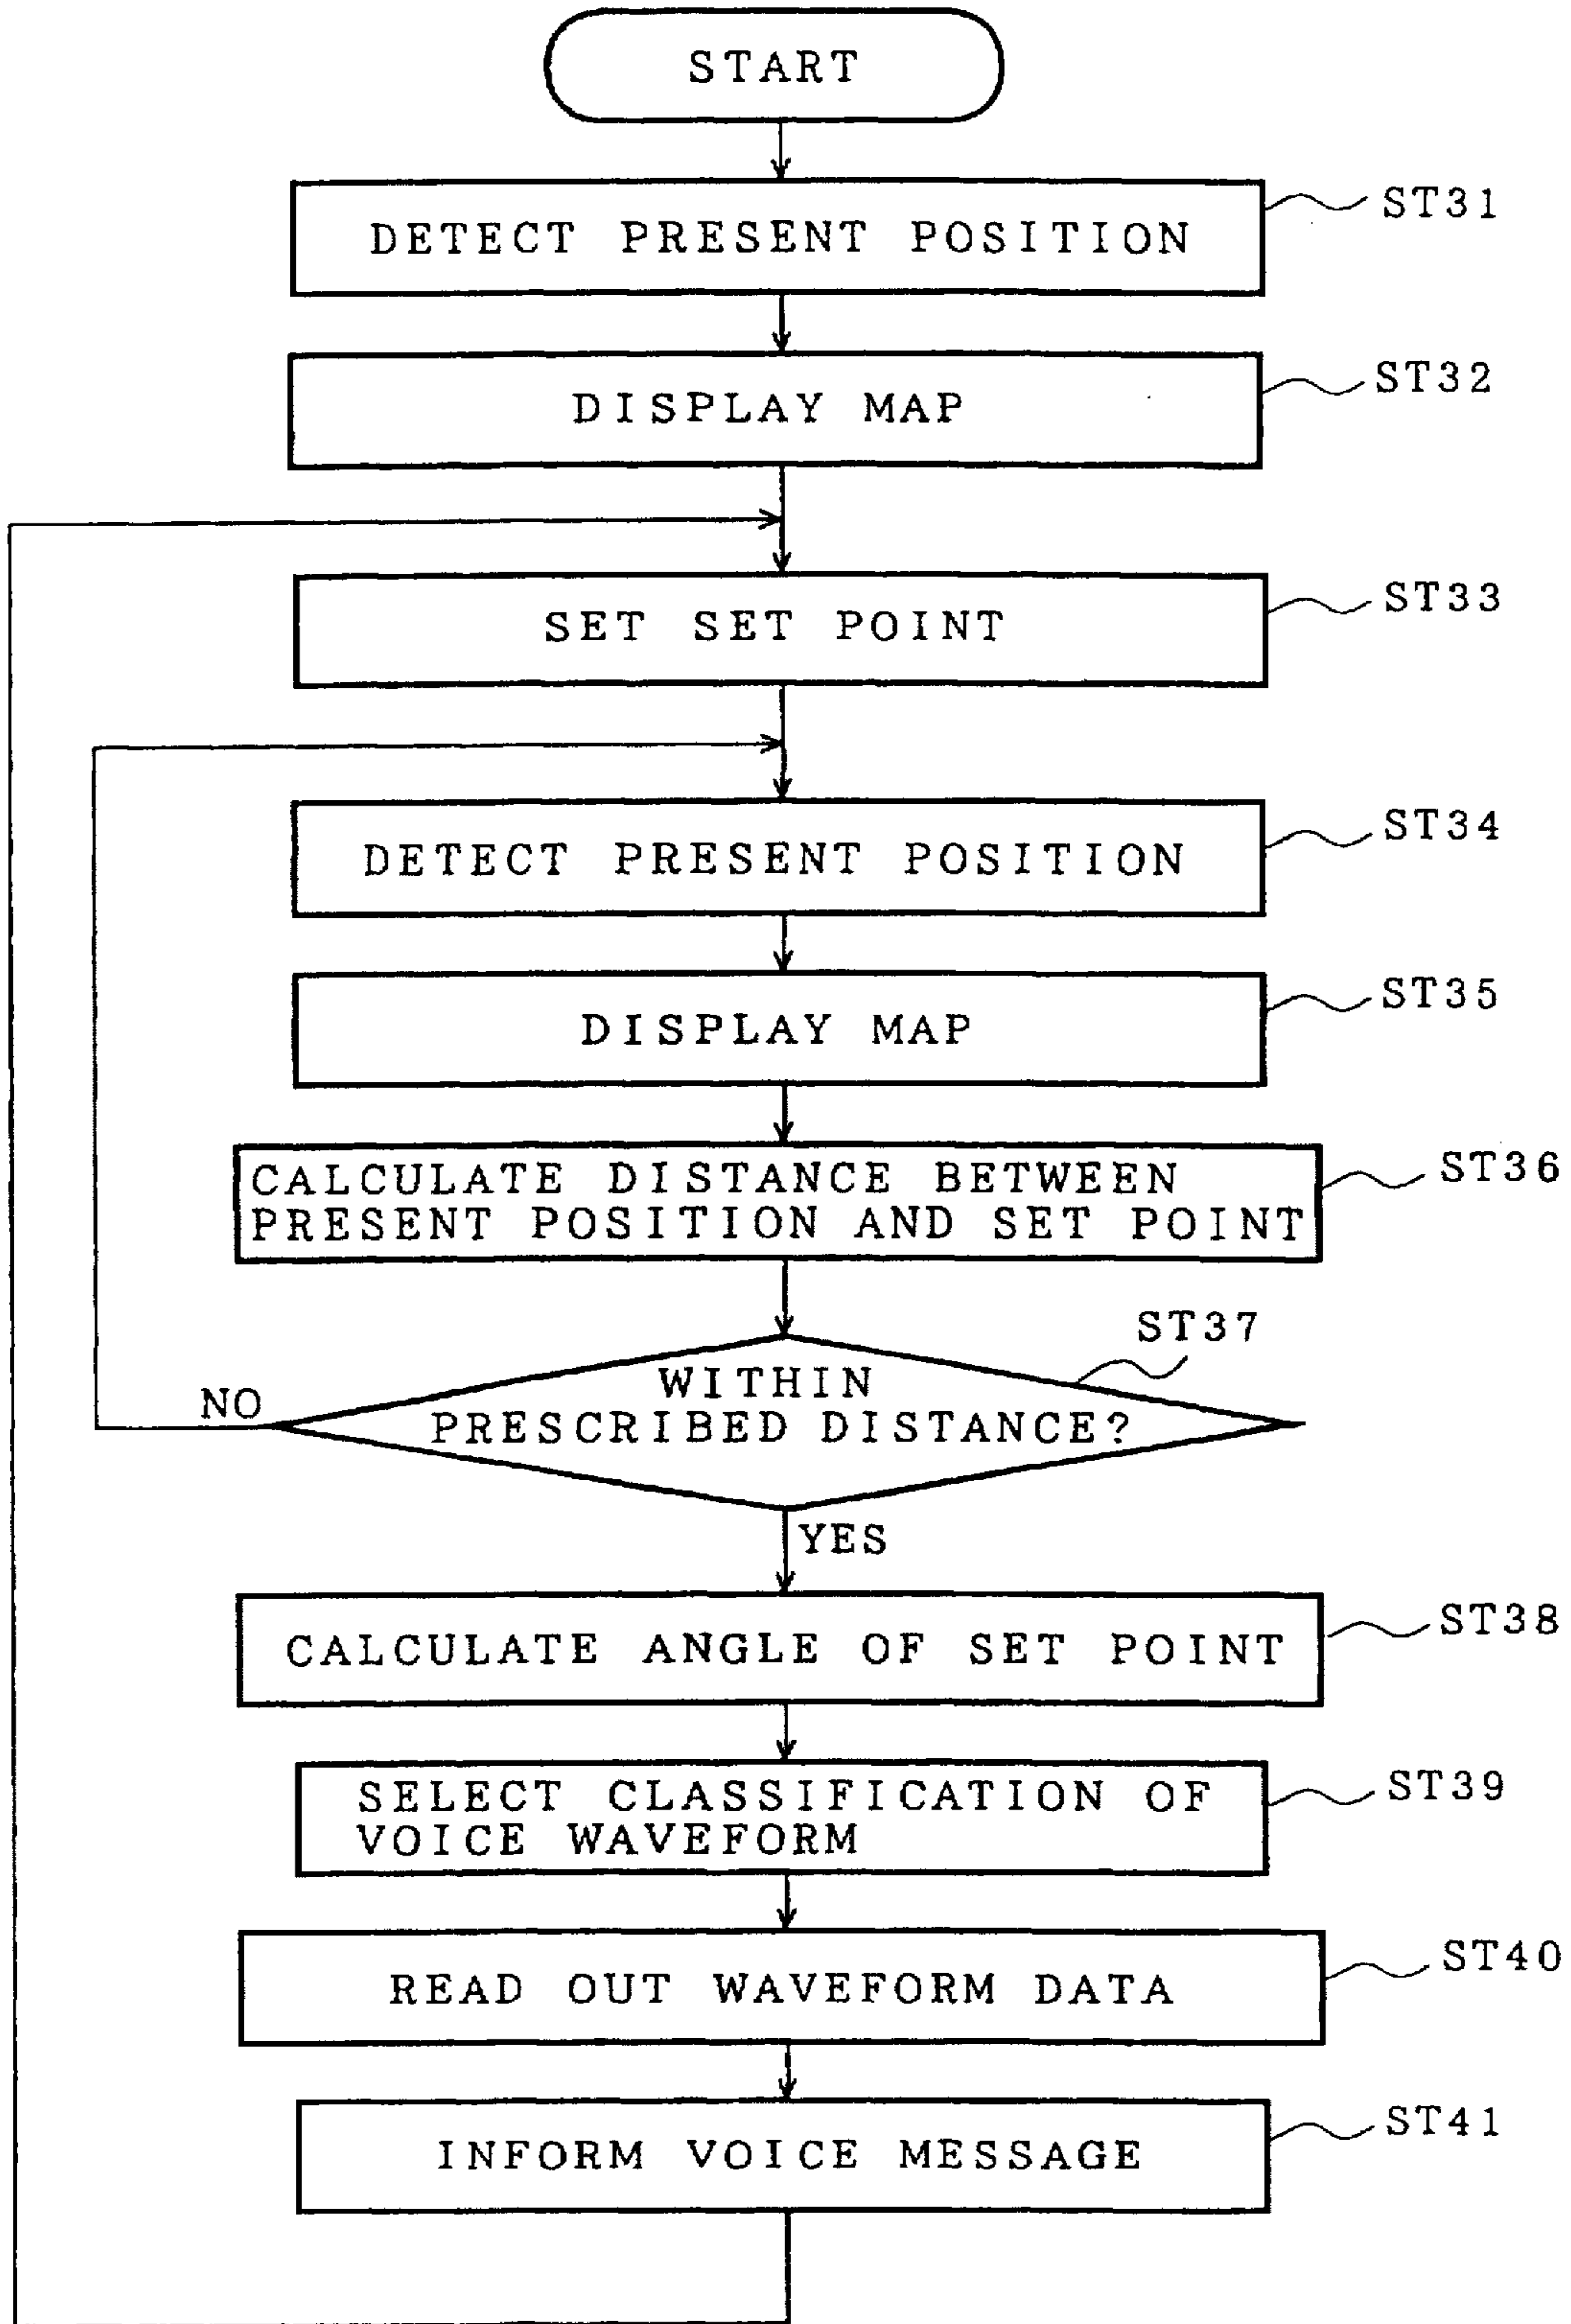 START
DETECT PRESENT POSITION
ST31
DISPLAY MAP
ST32
SET SET POINT
ST33
DETECT PRESENT POSITION
ST34
DISPLAY MAP
ST35
CALCULATE DISTANCE BETWEEN
PRESENT POSITION AND SET POINT
ST36
ST37
WITHIN
PRESCRIBED DISTANCE?
NO
YES
CALCULATE ANGLE OF SET POINT
ST38
SELECT CLASSIFICATION OF
VOICE WAVEFORM
ST39
READ OUT WAVEFORM DATA
ST40
INFORM VOICE MESSAGE
ST41